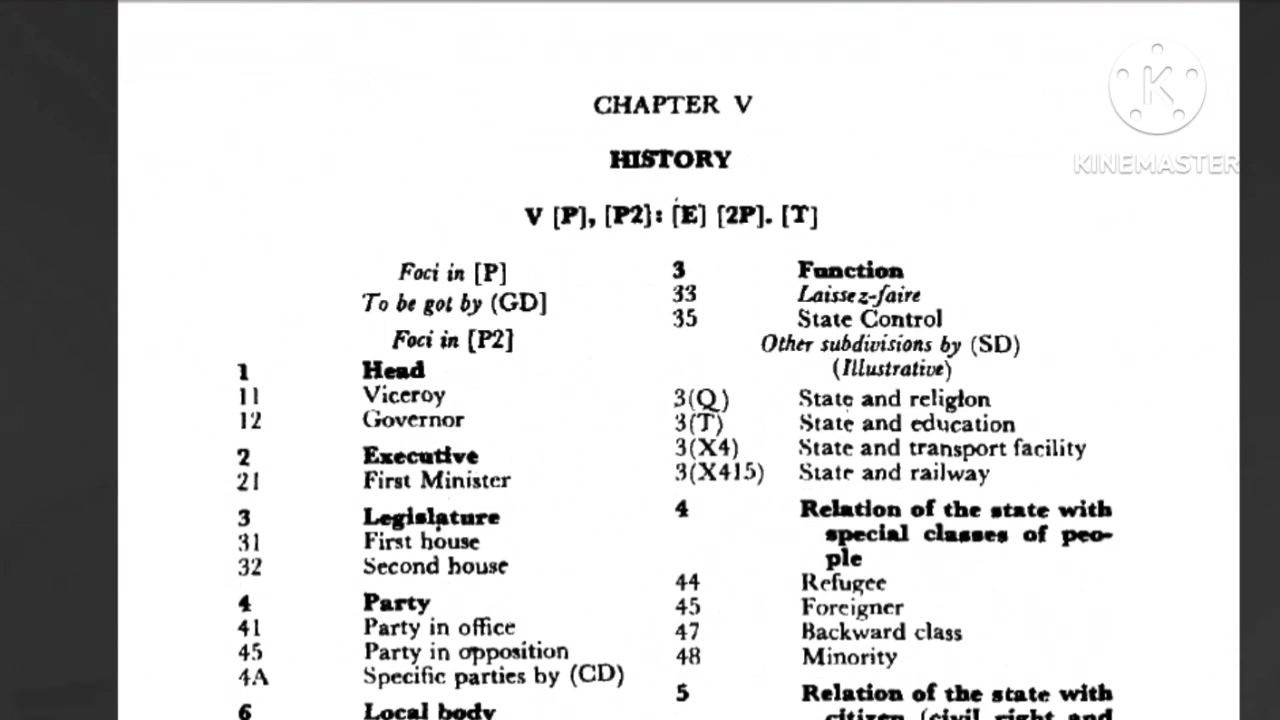 CHAPTER V
HISTORY
V [P], [P2]: [E] [2P]. [T]
Foci in [P]
To be got by (GD]
Foci in [P2]
1 Head
11 Viceroy
12 Governor
2 Executive
21 First Minister
3 Legislature
31 First house
32 Second house
4 Party
41 Party in office
45 Party in opposition
4A Specific parties by (CD)
6 Local body
3 Function
33 Laissez-faire
35 State Control
Other subdivisions by (SD)
(Illustrative)
3(Q) State and religion
3(T) State and education
3(X4) State and transport facility
3(X415) State and railway
4 Relation of the state with
special classes of peo-
ple
44 Refugee
45 Foreigner
47 Backward class
48 Minority
5 Relation of the state with
citizen (civil right and
K
KINEMASTER